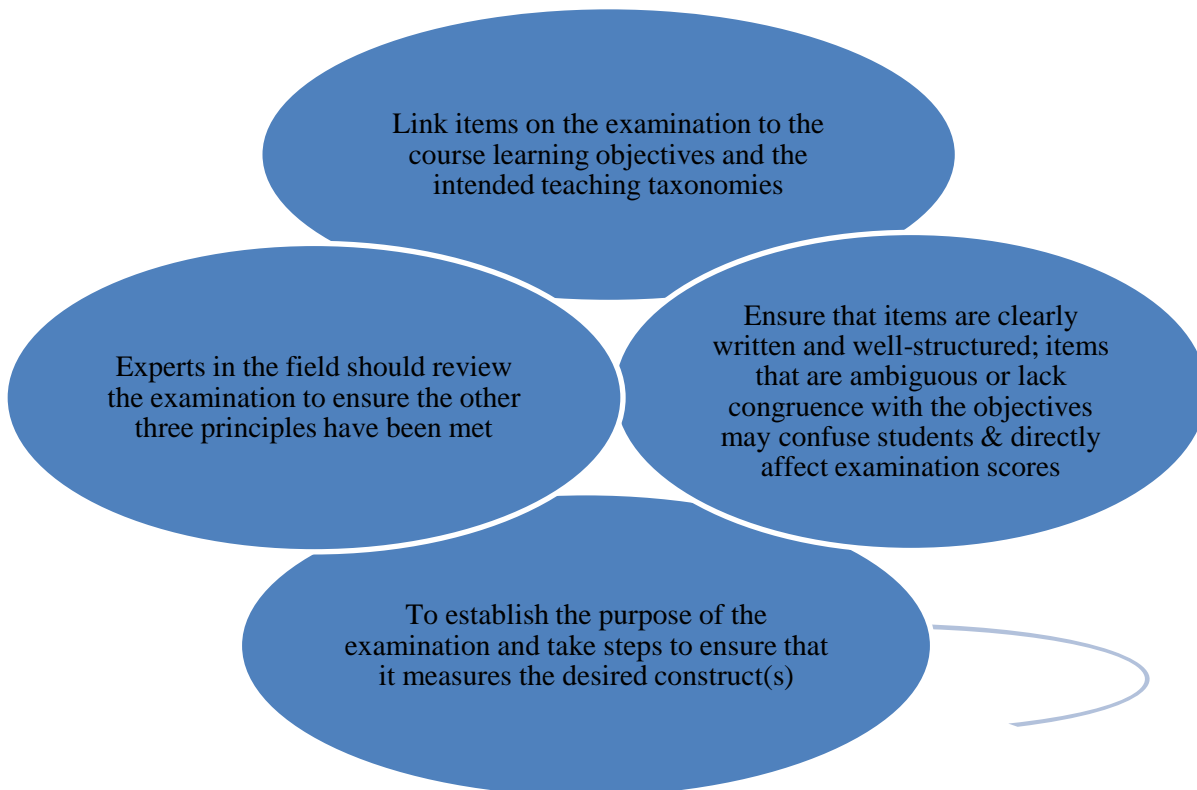 Link items on the examination to the
course learning objectives and the
intended teaching taxonomies
Experts in the field should review
the examination to ensure the other
three principles have been met
Ensure that items are clearly
written and well-structured; items
that are ambiguous or lack
congruence with the objectives
may confuse students & directly
affect examination scores
To establish the purpose of the
examination and take steps to ensure that
it measures the desired construct(s)